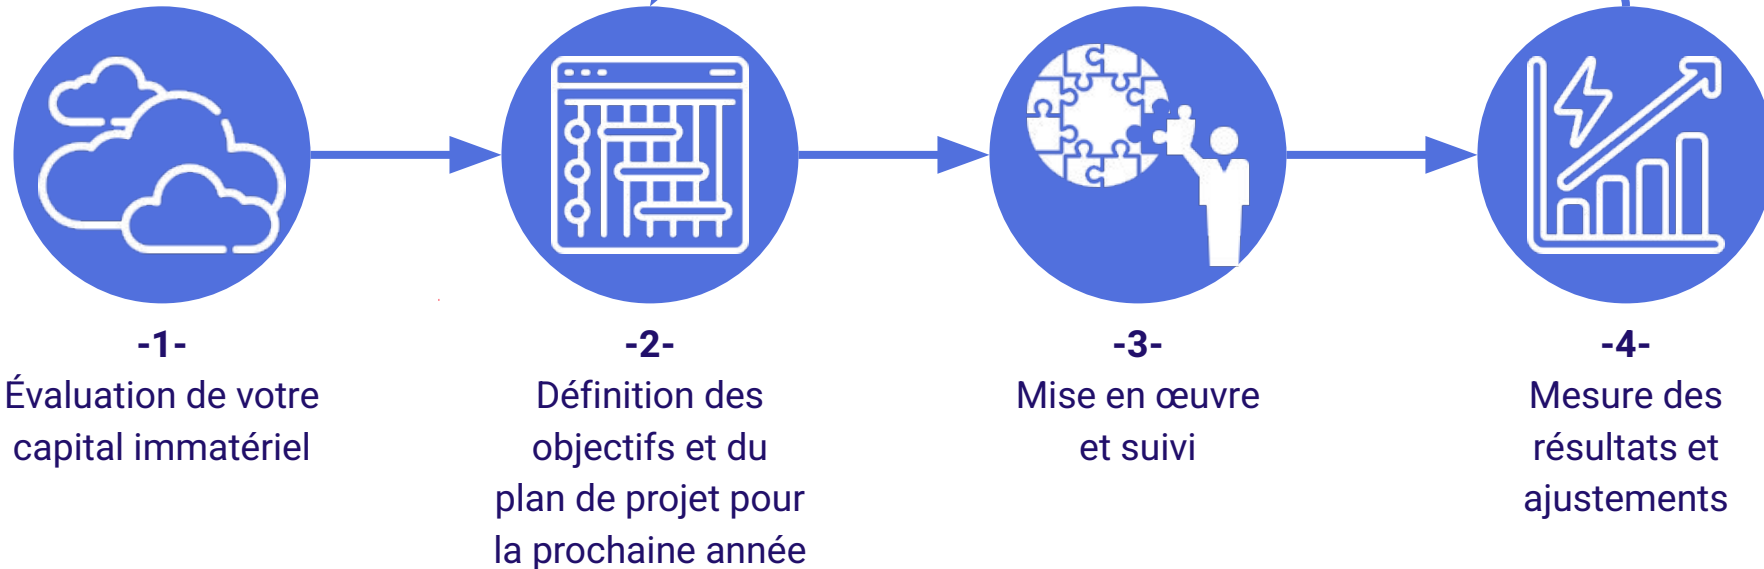 -1-
Évaluation de votre
capital immatériel
-2-
Définition des
objectifs et du
plan de projet pour
la prochaine année
-3-
Mise en œuvre
et suivi
-4-
Mesure des
résultats et
ajustements